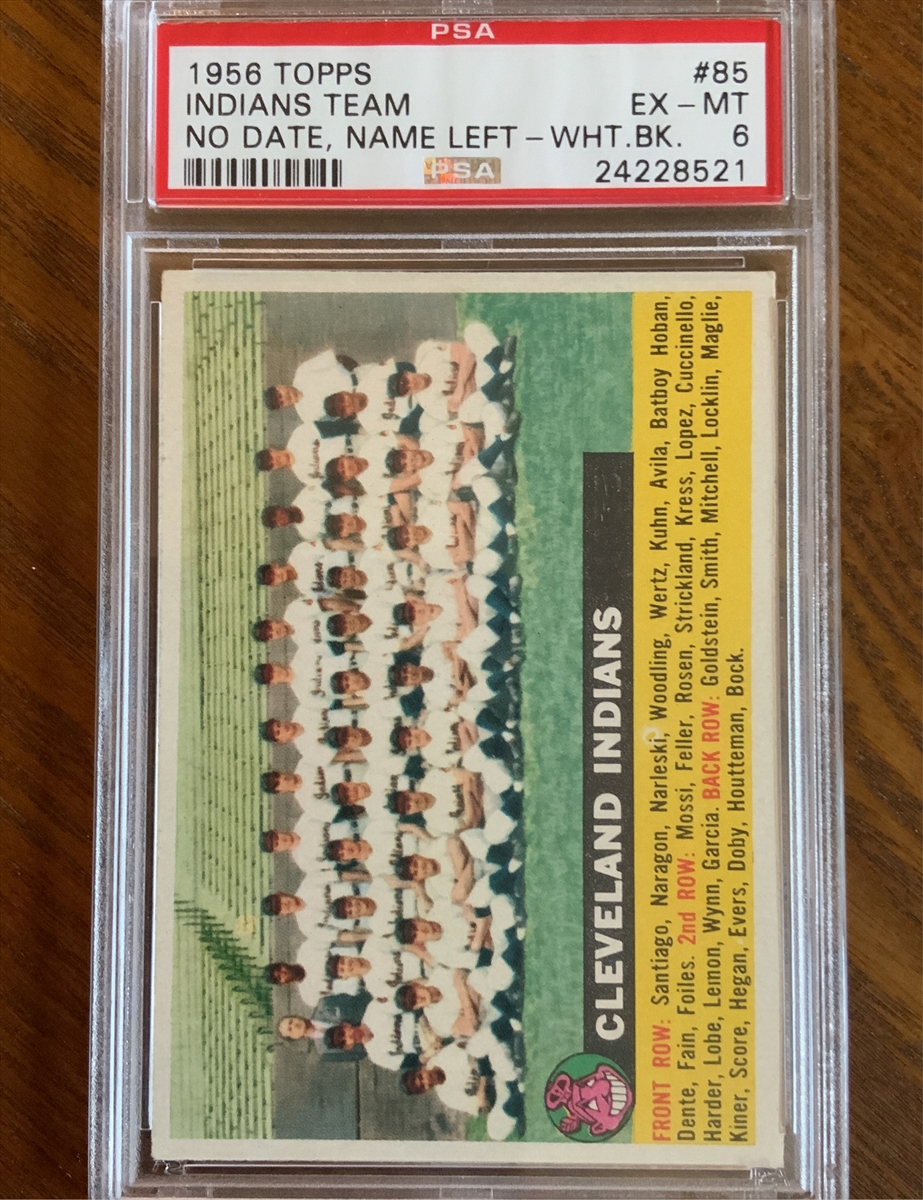 PSA
1956 TOPPS #85
INDIANS TEAM EX – MT
NO DATE, NAME LEFT – WHT.BK. 6
PSA 24228521
CLEVELAND INDIANS
FRONT ROW: Santiago, Naragon, Narleski, Woodling, Wertz, Kuhn, Avila, Batboy Hoban,
Dente, Fain, Foiles. 2nd ROW: Mossi, Feller, Rosen, Strickland, Kress, Lopez, Cuccinello,
Harder, Lobe, Lemon, Wynn, Garcia. BACK ROW: Goldstein, Smith, Mitchell, Locklin, Maglie,
Kiner, Score, Hegan, Evers, Doby, Houtteman, Bock.